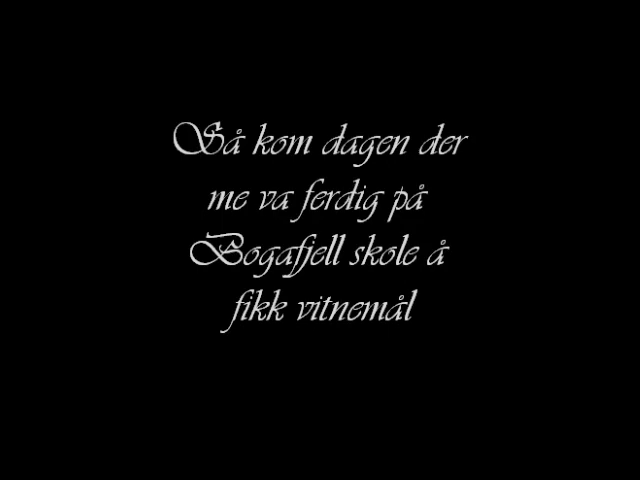 Så kom dagen der
me va ferdig på
Bogafjell skole å
fikk vitnemål